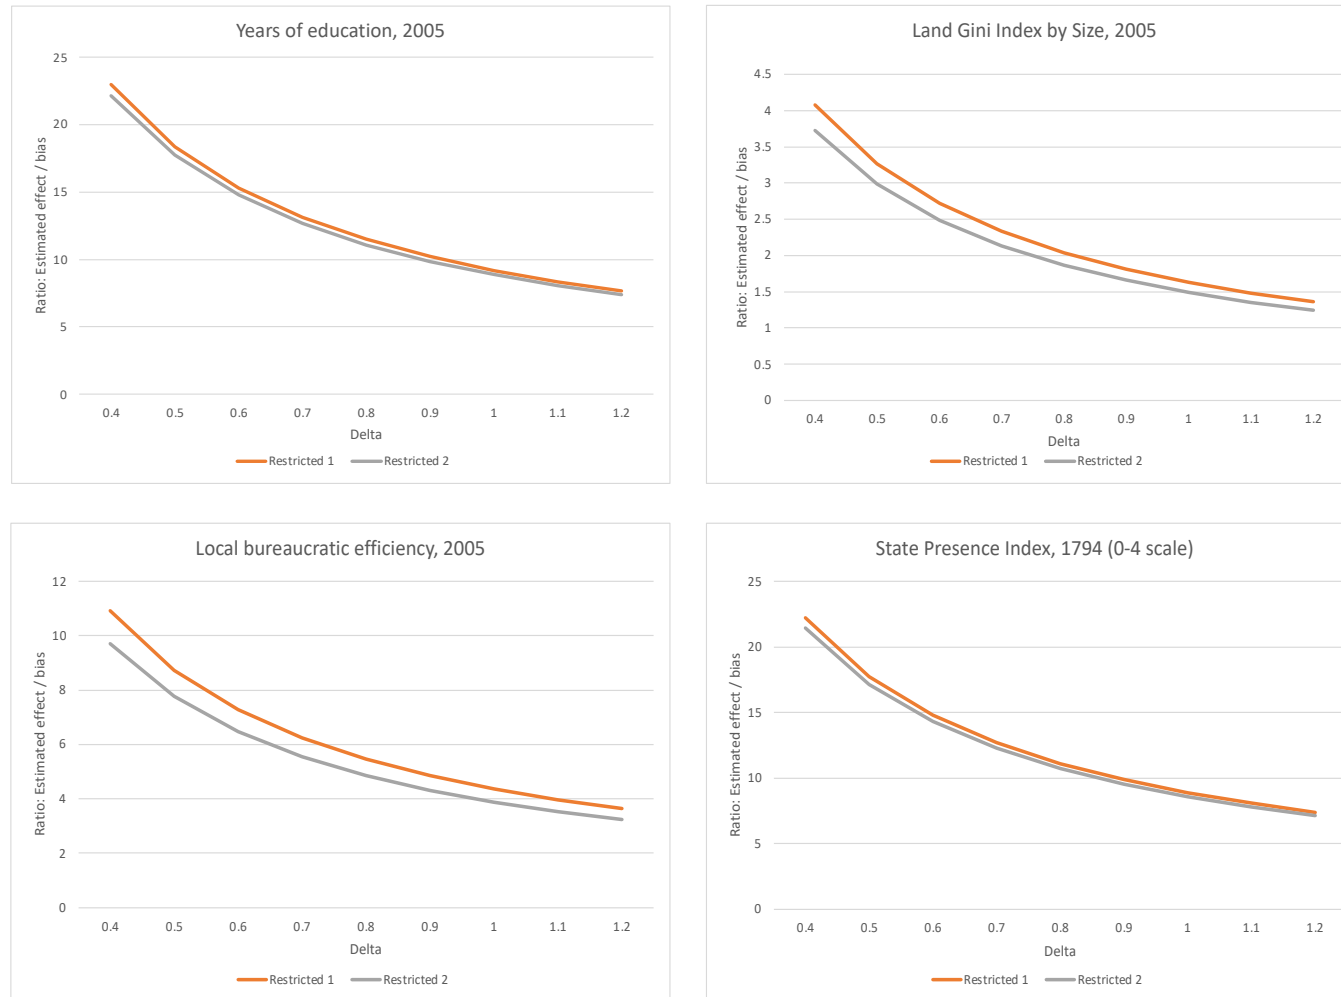 Years of education, 2005
Ratio: Estimated effect / bias
25
20
15
10
5
0
0.4 0.5 0.6 0.7 0.8 0.9 1 1.1 1.2
Delta
Restricted 1 Restricted 2
Land Gini Index by Size, 2005
Ratio: Estimated effect / bias
4.5
4
3.5
3
2.5
2
1.5
1
0.5
0
0.4 0.5 0.6 0.7 0.8 0.9 1 1.1 1.2
Delta
Restricted 1 Restricted 2
Local bureaucratic efficiency, 2005
Ratio: Estimated effect / bias
12
10
8
6
4
2
0
0.4 0.5 0.6 0.7 0.8 0.9 1 1.1 1.2
Delta
Restricted 1 Restricted 2
State Presence Index, 1794 (0-4 scale)
Ratio: Estimated effect / bias
25
20
15
10
5
0
0.4 0.5 0.6 0.7 0.8 0.9 1 1.1 1.2
Delta
Restricted 1 Restricted 2